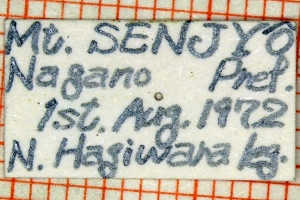 Mt. SENJYO
Nagano Pref.
1st. Aug. 1972
N. Hagiwara leg.